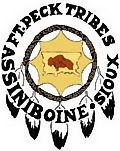 FT. PECK TRIBES
ASSINIBOINE • SIOUX